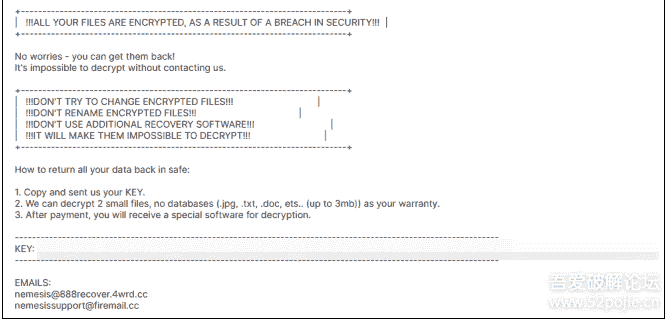 +---------------------------------------------------------------------------+
| !!!ALL YOUR FILES ARE ENCRYPTED, AS A RESULT OF A BREACH IN SECURITY!!! |
+---------------------------------------------------------------------------+
No worries - you can get them back!
It's impossible to decrypt without contacting us.
+---------------------------------------------------------------------------+
| !!!DON'T TRY TO CHANGE ENCRYPTED FILES!!! |
| !!!DON'T RENAME ENCRYPTED FILES!!! |
| !!!DON'T USE ADDITIONAL RECOVERY SOFTWARE!!! |
| !!!IT WILL MAKE THEM IMPOSSIBLE TO DECRYPT!!! |
+---------------------------------------------------------------------------+
How to return all your data back in safe:
1. Copy and sent us your KEY.
2. We can decrypt 2 small files, no databases (.jpg, .txt, .doc, ets.. (up to 3mb)) as your warranty.
3. After payment, you will receive a special software for decryption.
--------------------------------------------------------------------------------------------------------------
KEY:
--------------------------------------------------------------------------------------------------------------
EMAILS:
nemesis@888recover.4wrd.cc
nemesissupport@firemail.cc
吾爱破解论坛
www.52pojie.cn